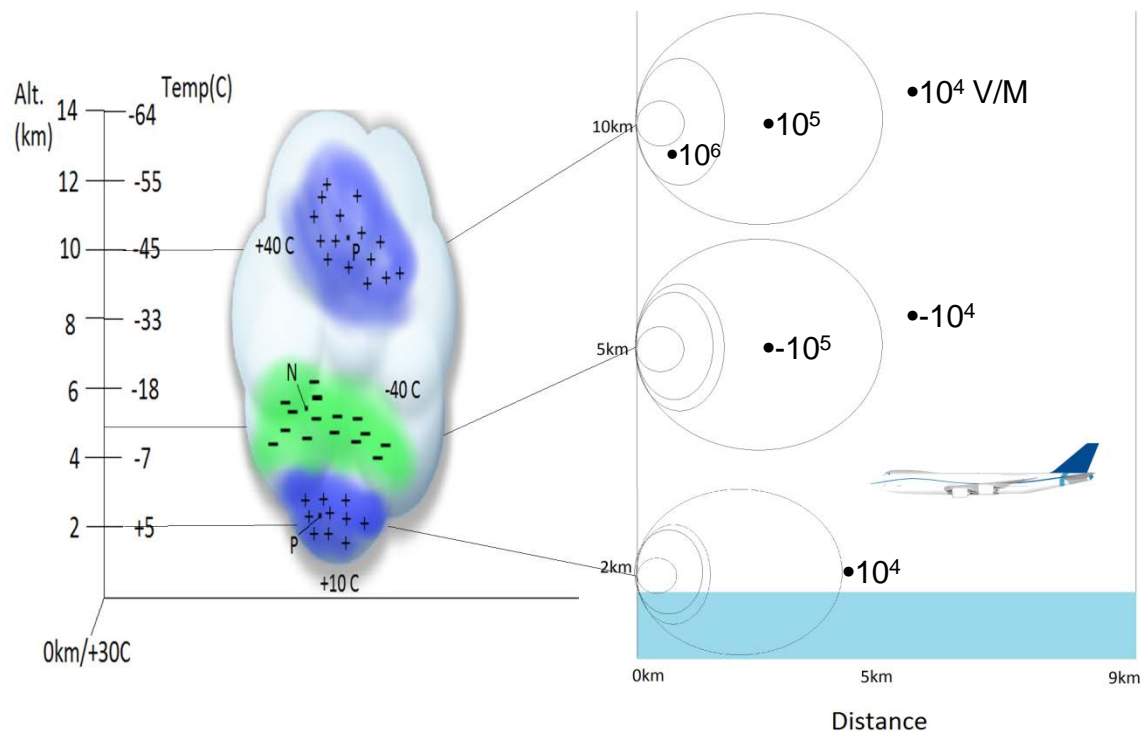 Alt.
(km)
Temp(C)
14 -64
12 -55
10 -45
8 -33
6 -18
4 -7
2 +5
0km/+30C
+40 C
P
N
-40 C
P
+10 C
10km
10⁶
10⁵
10⁴ V/M
5km
-10⁵
-10⁴
2km
10⁴
0km 5km 9km
Distance